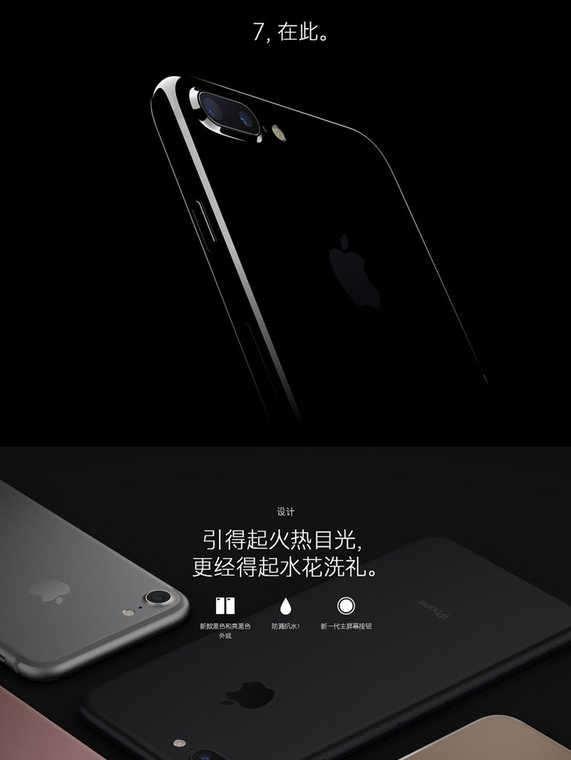 7, 在此。
设计
引得起火热目光,
更经得起水花洗礼。
新款黑色和亮黑色
外观
防溅抗水¹
新一代主屏幕按钮
iPhone